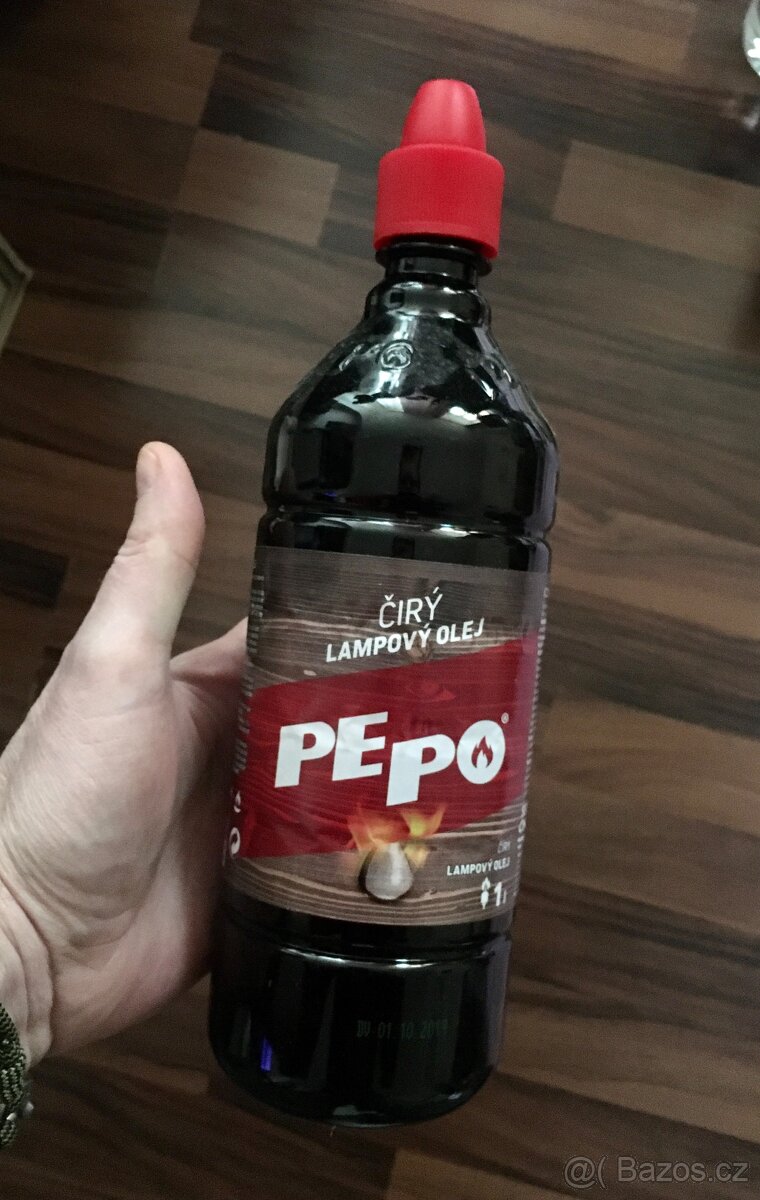 ČIRÝ
LAMPOVÝ OLEJ
PEPO®
ČIRÝ
LAMPOVÝ OLEJ
1 l
@( Bazos.cz